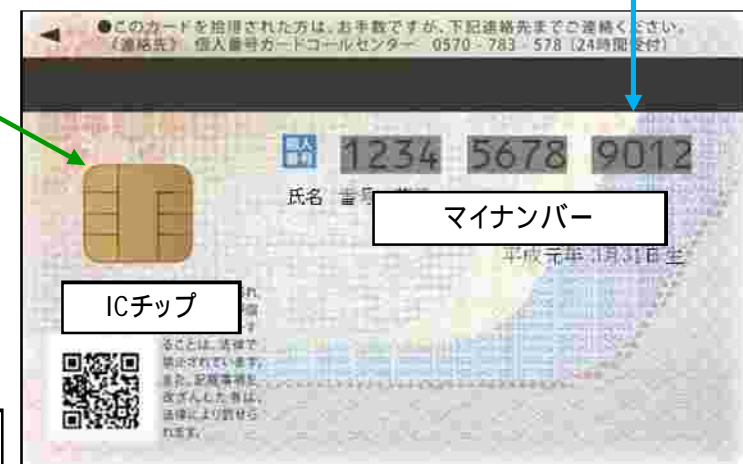 ●このカードを拾得された方は、お手数ですが、下記連絡先までご連絡ください。
《連絡先》 個人番号カードコールセンター 0570-783-578（24時間受付）
個人番号 1234 5678 9012
氏名 番号
マイナンバー
平成元年 3月31日生
ICチップ
ることは、法律で
禁止されています。
また、記載事項を
改ざんした者は、
法律により罰せら
れます。